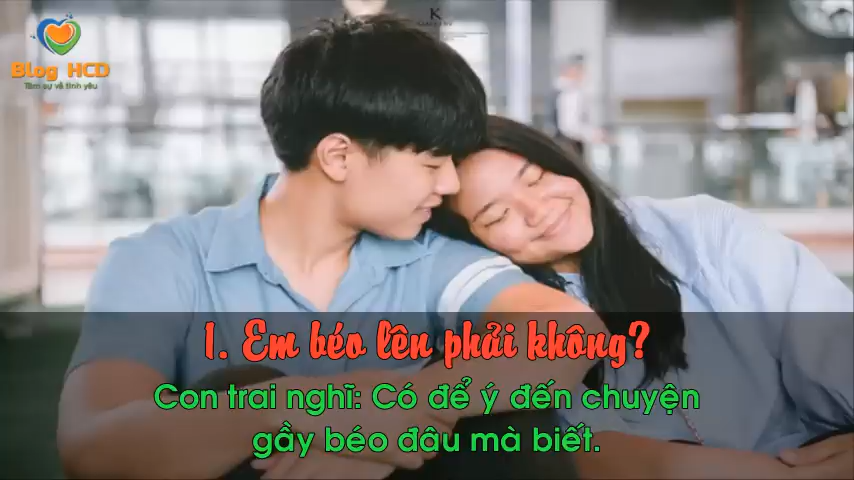 Blog HCD
Tâm sự về tình yêu
K
1. Em béo lên phải không?
Con trai nghĩ: Có để ý đến chuyện
gầy béo đâu mà biết.